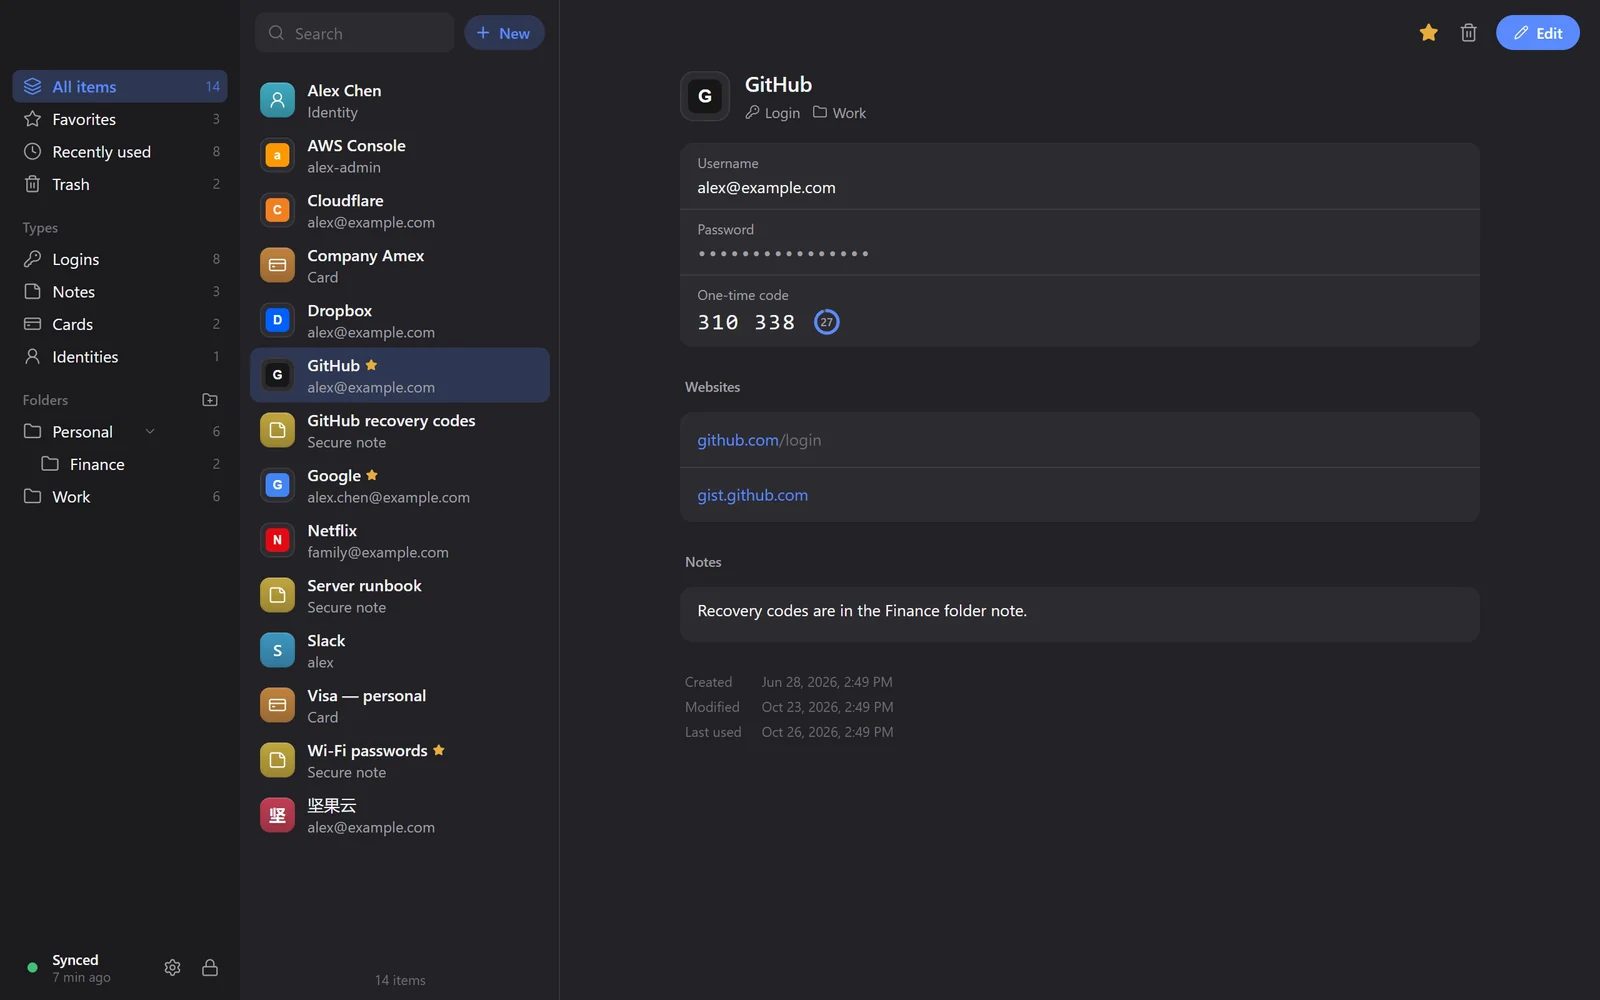 All items 14
Favorites 3
Recently used 8
Trash 2
Types
Logins 8
Notes 3
Cards 2
Identities 1
Folders
Personal 6
Finance 2
Work 6
Synced
7 min ago
Search
+ New
Alex Chen
Identity
a
AWS Console
alex-admin
C
Cloudflare
alex@example.com
Company Amex
Card
D
Dropbox
alex@example.com
G
GitHub
alex@example.com
GitHub recovery codes
Secure note
G
Google
alex.chen@example.com
N
Netflix
family@example.com
Server runbook
Secure note
S
Slack
alex
Visa — personal
Card
Wi-Fi passwords
Secure note
坚
坚果云
alex@example.com
14 items
Edit
G
GitHub
Login Work
Username
alex@example.com
Password
••••••••••••••••
One-time code
310 338 27
Websites
github.com/login
gist.github.com
Notes
Recovery codes are in the Finance folder note.
Created Jun 28, 2026, 2:49 PM
Modified Oct 23, 2026, 2:49 PM
Last used Oct 26, 2026, 2:49 PM